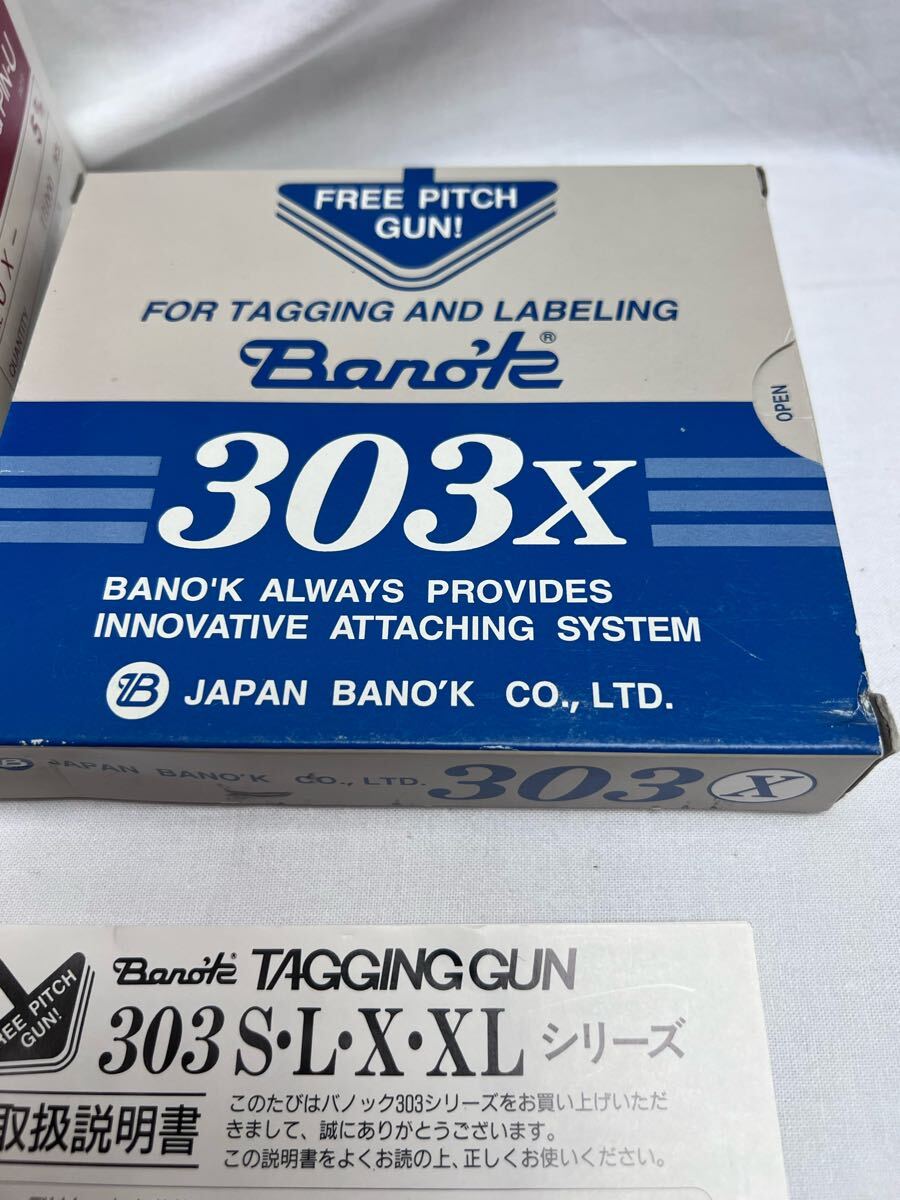 PIN-U
QUANTITY
FREE PITCH
GUN!
FOR TAGGING AND LABELING
Bano'k®
OPEN
303X
BANO'K ALWAYS PROVIDES
INNOVATIVE ATTACHING SYSTEM
B JAPAN BANO'K CO., LTD.
B JAPAN BANO'K CO., LTD. 303 X
FREE PITCH
GUN!
Bano'k TAGGING GUN
303 S・L・X・XL シリーズ
取扱説明書
このたびはバノック303シリーズをお買い上げいただ
きまして、誠にありがとうございます。
この説明書をよくお読の上、正しくお使いください。